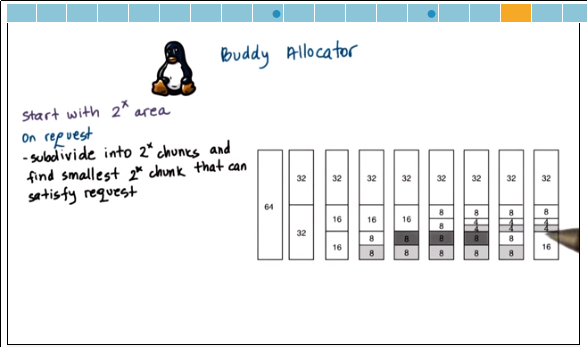 Buddy Allocator
Start with 2^x area
On request
- subdivide into 2^x chunks and
find smallest 2^x chunk that can
satisfy request
32 32 32 32 32 32 32 32
64
8 8 8 8
16 16 16
4 4 4
8 4 4 4
32
8 8 8 8 8
16 16
8 8 8 8 8